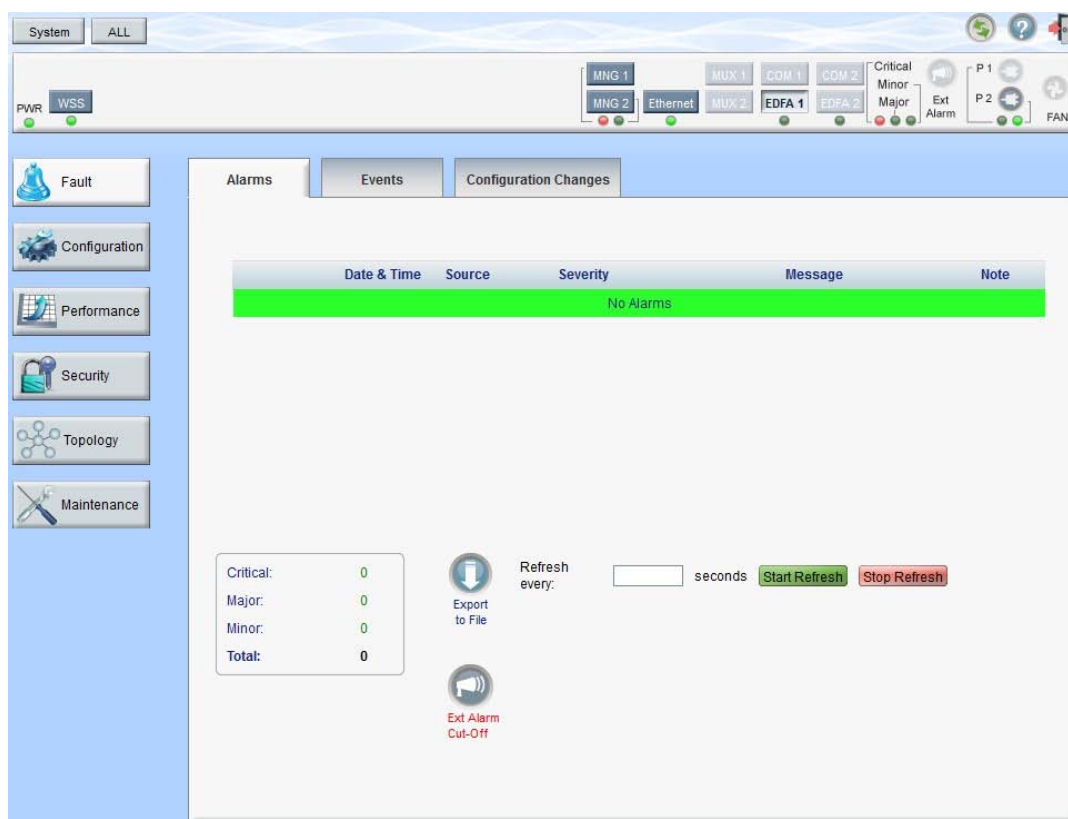 System ALL
MNG 1 MUX 1 COM 1 COM 2 Critical P 1
Minor
PWR WSS MNG 2 Ethernet MUX 2 EDFA 1 EDFA 2 Major Ext P 2
Alarm FAN
Fault
Configuration
Performance
Security
Topology
Maintenance
Alarms Events Configuration Changes
Date & Time Source Severity Message Note
No Alarms
Critical: 0
Major: 0
Minor: 0
Total: 0
Export
to File
Refresh
every: seconds Start Refresh Stop Refresh
Ext Alarm
Cut-Off